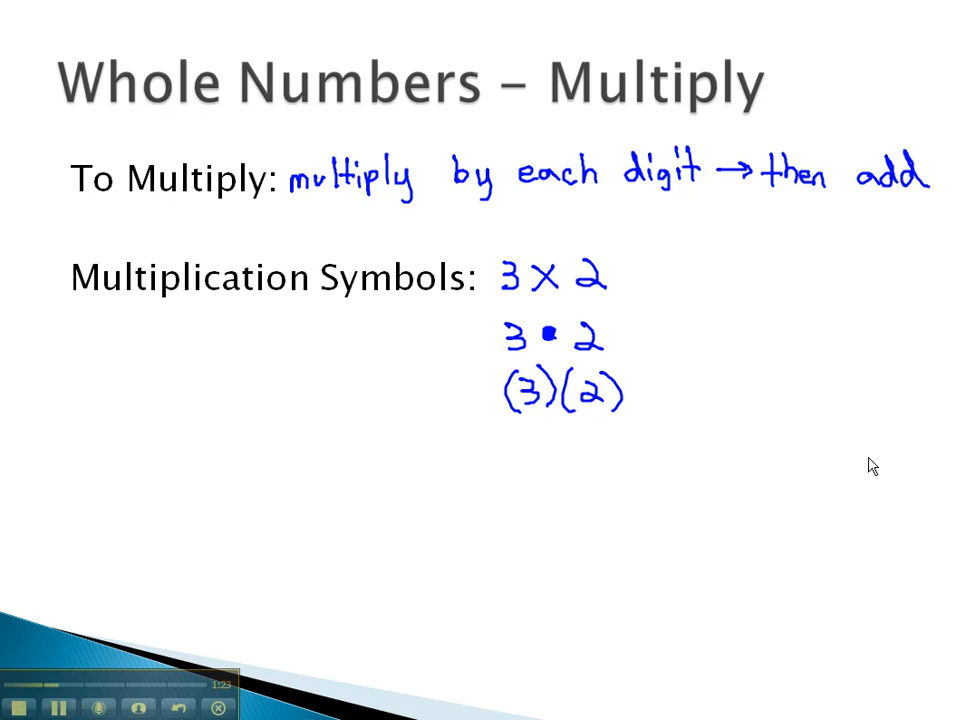 Whole Numbers – Multiply
To Multiply: multiply by each digit → then add
Multiplication Symbols: 3 × 2
3 • 2
(3)(2)
1:23